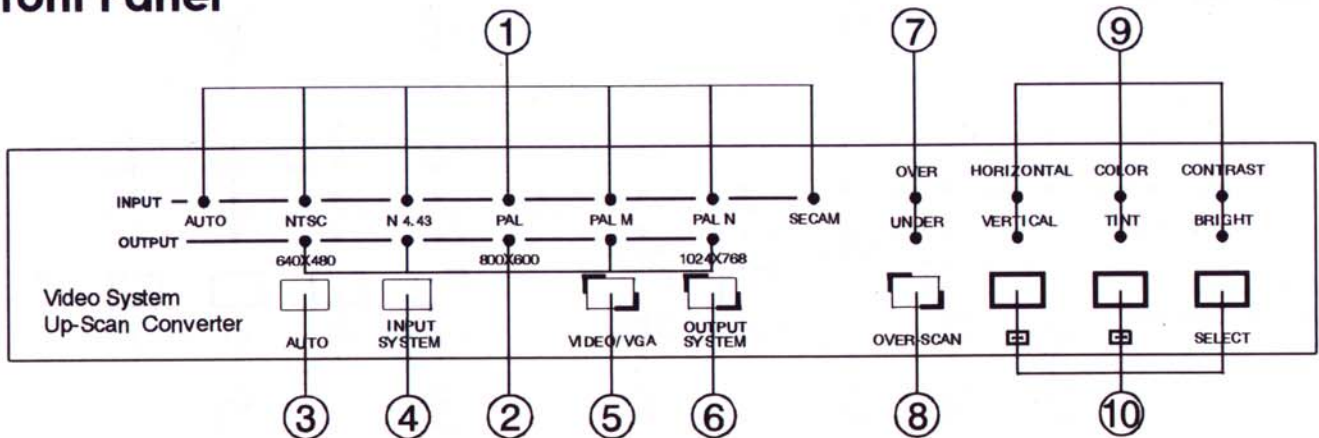 ront Panel
① ⑦ ⑨
OVER HORIZONTAL COLOR CONTRAST
INPUT AUTO NTSC N 4.43 PAL PAL M PAL N SECAM UNDER VERTICAL TINT BRIGHT
OUTPUT
640X480 800X600 1024X768
Video System
Up-Scan Converter
AUTO
INPUT
SYSTEM
VIDEO/VGA
OUTPUT
SYSTEM
OVER-SCAN
SELECT
③ ④ ② ⑤ ⑥ ⑧ ⑩